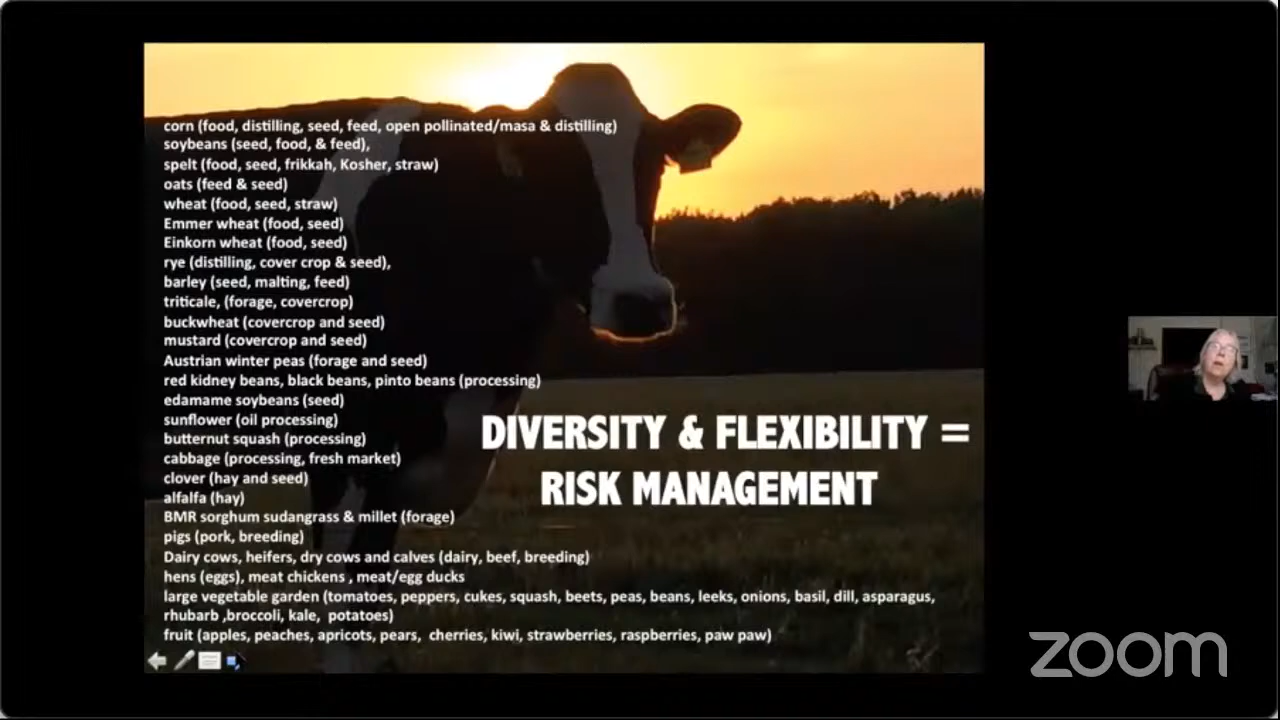 corn (food, distilling, seed, feed, open pollinated/masa & distilling)
soybeans (seed, food, & feed),
spelt (food, seed, frikkah, Kosher, straw)
oats (feed & seed)
wheat (food, seed, straw)
Emmer wheat (food, seed)
Einkorn wheat (food, seed)
rye (distilling, cover crop & seed),
barley (seed, malting, feed)
triticale, (forage, covercrop)
buckwheat (covercrop and seed)
mustard (covercrop and seed)
Austrian winter peas (forage and seed)
red kidney beans, black beans, pinto beans (processing)
edamame soybeans (seed)
sunflower (oil processing)
butternut squash (processing)
cabbage (processing, fresh market)
clover (hay and seed)
alfalfa (hay)
BMR sorghum sudangrass & millet (forage)
pigs (pork, breeding)
Dairy cows, heifers, dry cows and calves (dairy, beef, breeding)
hens (eggs), meat chickens , meat/egg ducks
large vegetable garden (tomatoes, peppers, cukes, squash, beets, peas, beans, leeks, onions, basil, dill, asparagus,
rhubarb ,broccoli, kale,  potatoes)
fruit (apples, peaches, apricots, pears,  cherries, kiwi, strawberries, raspberries, paw paw)
DIVERSITY & FLEXIBILITY =
RISK MANAGEMENT
zoom